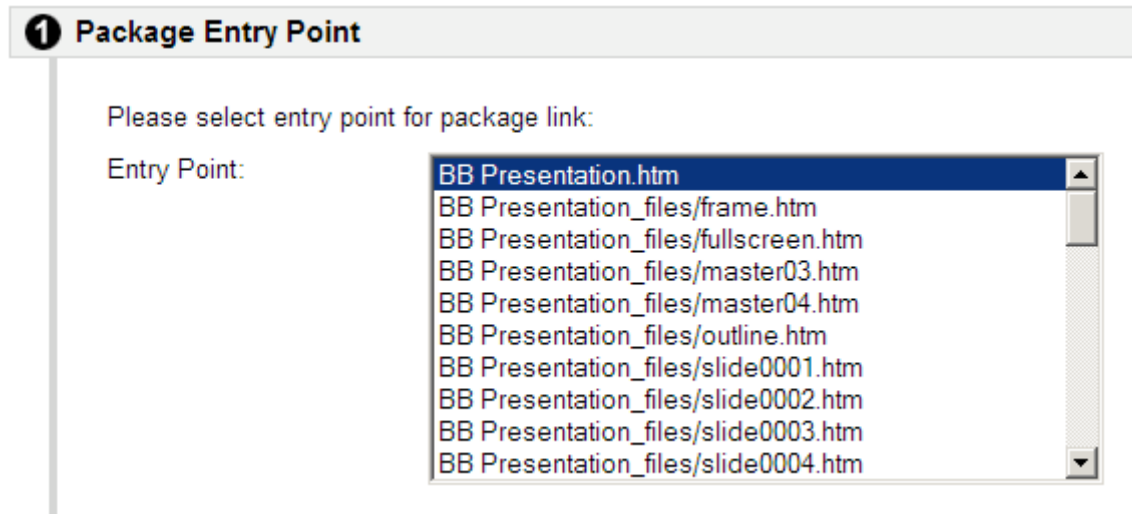 1 Package Entry Point
Please select entry point for package link:
Entry Point:
BB Presentation.htm
BB Presentation_files/frame.htm
BB Presentation_files/fullscreen.htm
BB Presentation_files/master03.htm
BB Presentation_files/master04.htm
BB Presentation_files/outline.htm
BB Presentation_files/slide0001.htm
BB Presentation_files/slide0002.htm
BB Presentation_files/slide0003.htm
BB Presentation_files/slide0004.htm